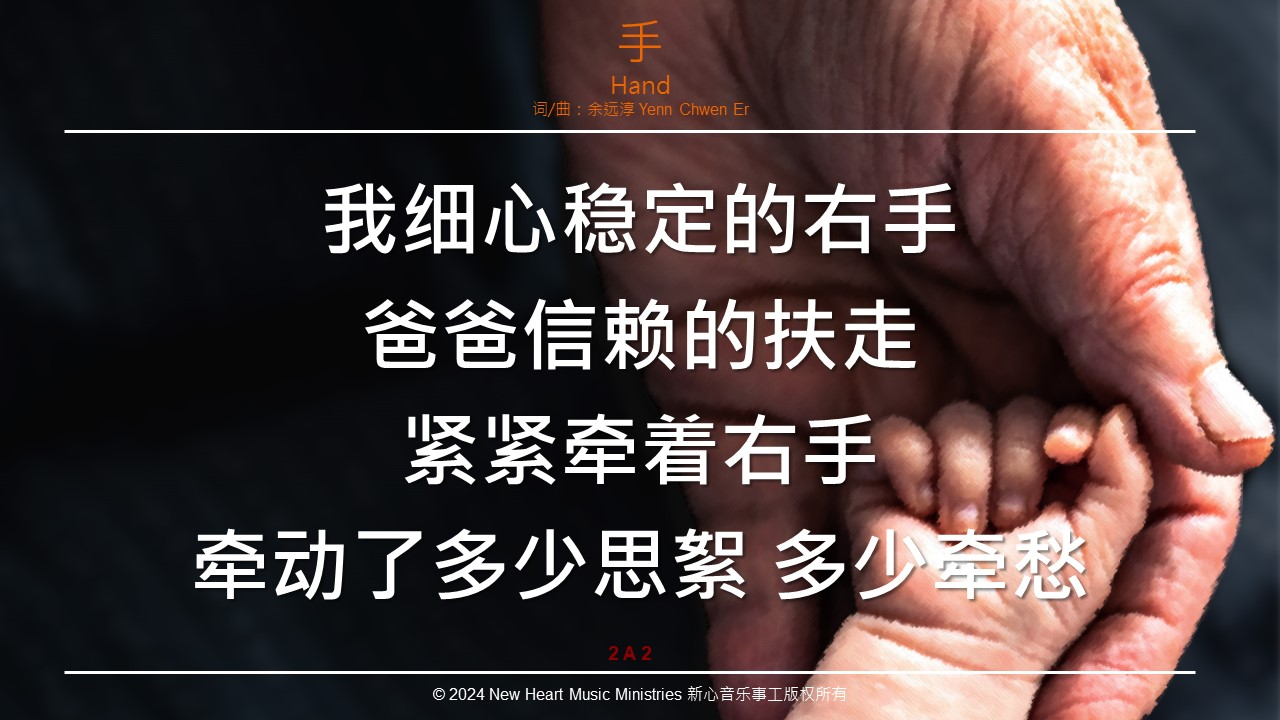 手
Hand
词/曲：余远淳 Yenn Chwen Er
我细心稳定的右手
爸爸信赖的扶走
紧紧牵着右手
牵动了多少思絮 多少牵愁
2A2
© 2024 New Heart Music Ministries 新心音乐事工版权所有